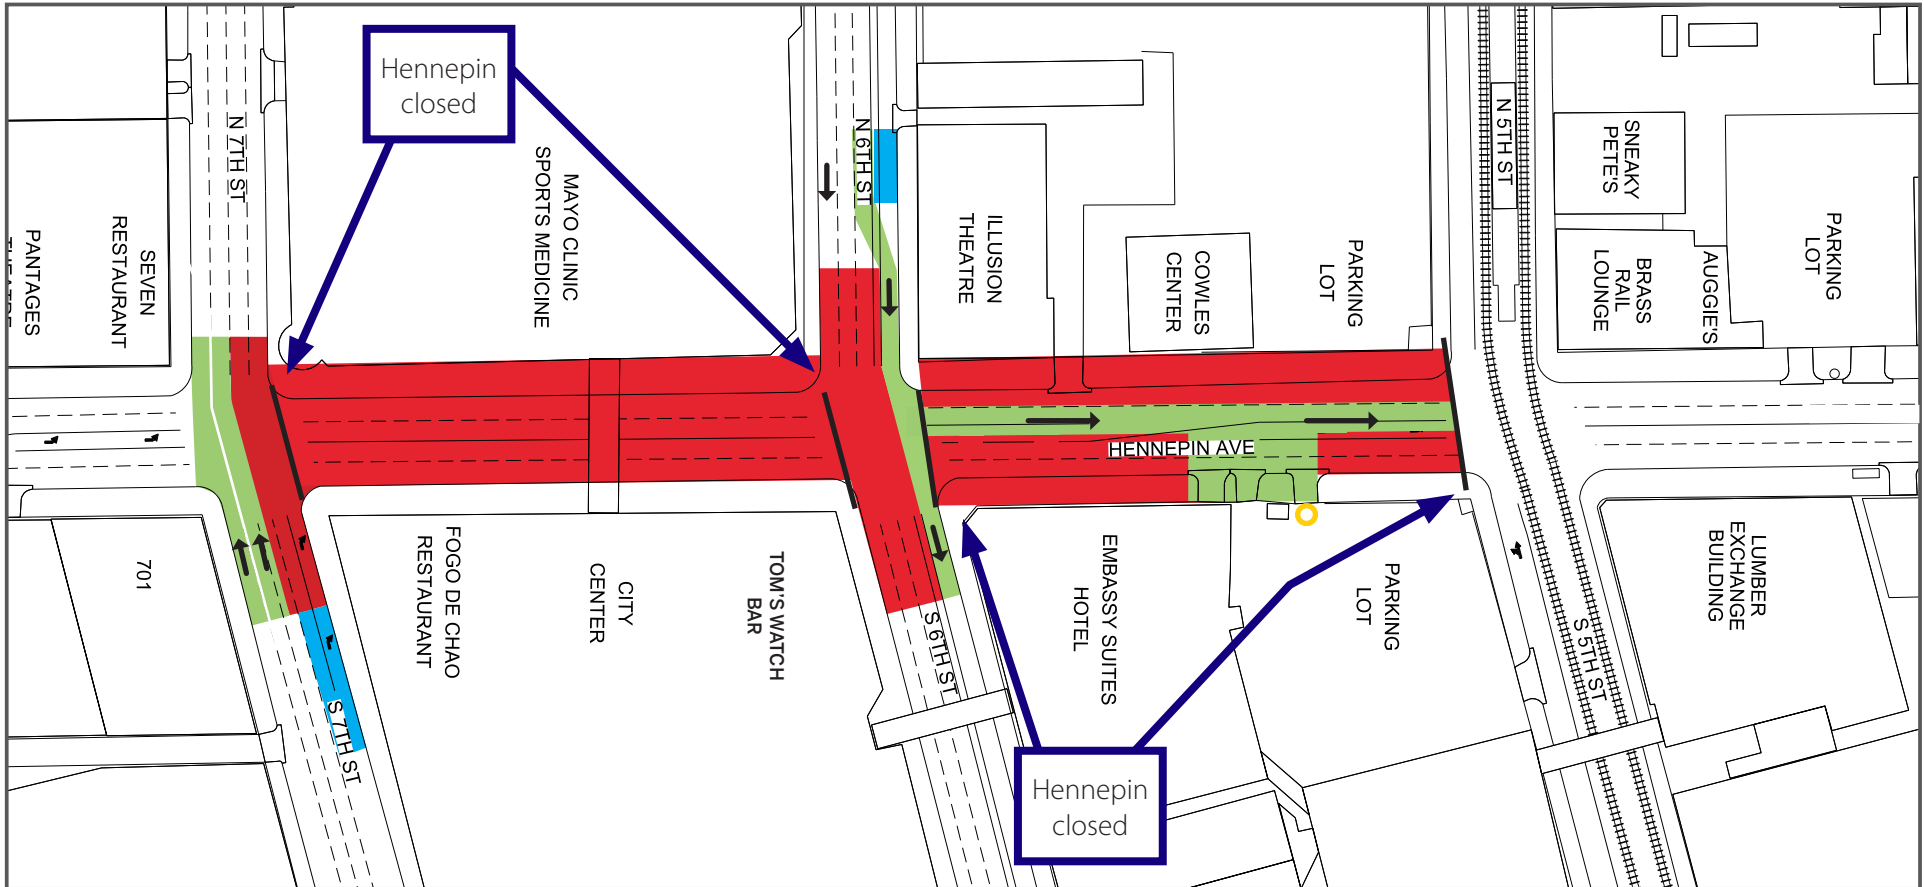 Hennepin
closed
N 7TH ST
N 6TH ST
N 5TH ST
SNEAKY
PETE'S
MAYO CLINIC
SPORTS MEDICINE
ILLUSION
THEATRE
COWLES
CENTER
PARKING
LOT
BRASS
RAIL
LOUNGE
AUGGIE'S
PARKING
LOT
PANTAGES
SEVEN
RESTAURANT
HENNEPIN AVE
701
FOGO DE CHAO
RESTAURANT
CITY
CENTER
TOM'S WATCH
BAR
S 6TH ST
EMBASSY SUITES
HOTEL
PARKING
LOT
S 5TH ST
LUMBER
EXCHANGE
BUILDING
S 7TH ST
Hennepin
closed